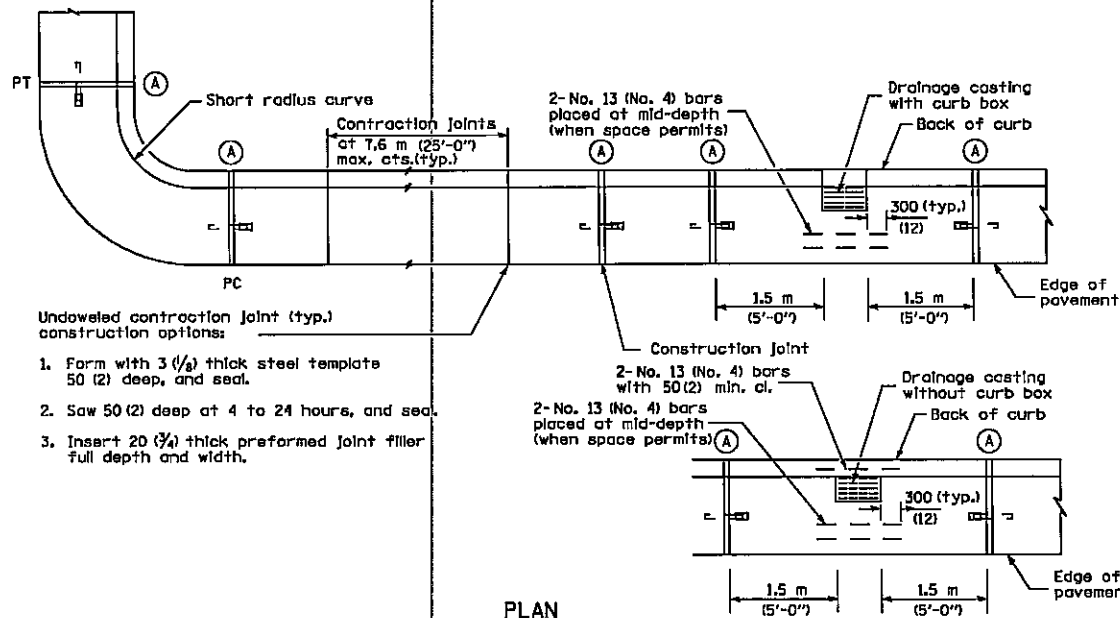 PT
A
Short radius curve
Contraction joints
at 7.6 m (25'-0")
max. cts.(typ.)
A
PC
2-No. 13 (No. 4) bars
placed at mid-depth
(when space permits)
Drainage casting
with curb box
Back of curb
A
A
A
300 (typ.)
(12)
1.5 m
(5'-0")
1.5 m
(5'-0")
Edge of
pavement
Undoweled contraction joint (typ.)
construction options:
1. Form with 3 (1/8) thick steel template
50 (2) deep, and seal.
2. Saw 50 (2) deep at 4 to 24 hours, and seal.
3. Insert 20 (3/4) thick preformed joint filler
full depth and width.
Construction joint
2- No. 13 (No. 4) bars
with 50(2) min. cl.
2-No. 13 (No. 4) bars
placed at mid-depth
(when space permits)
Drainage casting
without curb box
Back of curb
A
A
300 (typ.)
(12)
1.5 m
(5'-0")
1.5 m
(5'-0")
Edge of
pavemen
PLAN